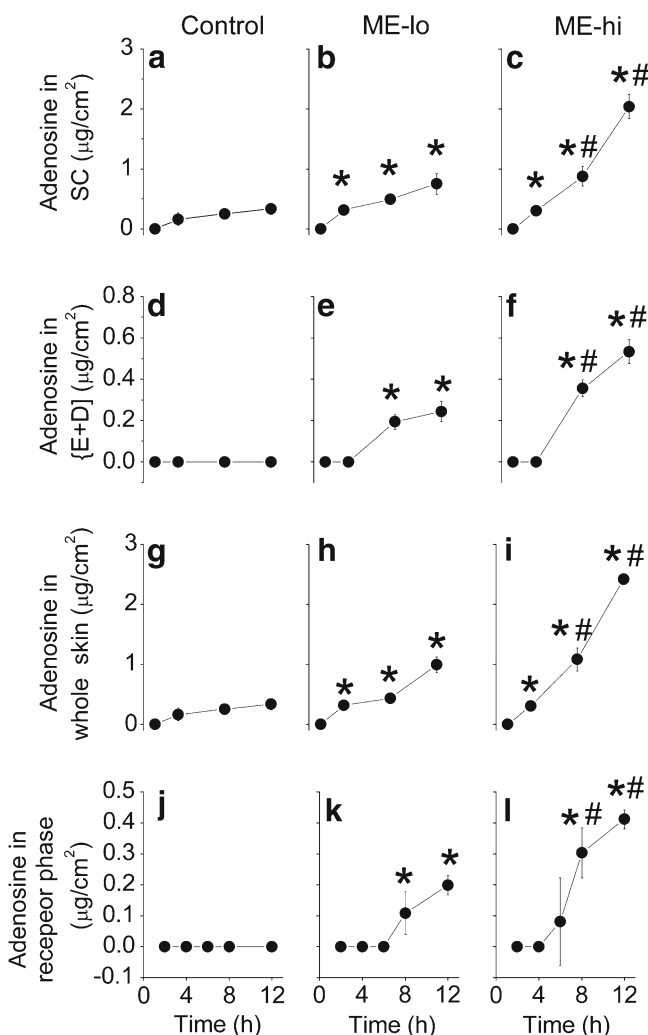 Control ME-lo ME-hi
a b c
Adenosine in
SC (μg/cm²)
3
2
1
0
* * *
* *# *#
d e f
Adenosine in
{E+D] (μg/cm²)
0.8
0.6
0.4
0.2
0.0
* *
*# *#
g h i
Adenosine in
whole skin (μg/cm²)
3
2
1
0
* * *
* *# *#
j k l
Adenosine in
recepeor phase
(μg/cm²)
0.5
0.4
0.3
0.2
0.1
0.0
-0.1
* *
*# *#
0 4 8 12 0 4 8 12 0 4 8 12
Time (h) Time (h) Time (h)